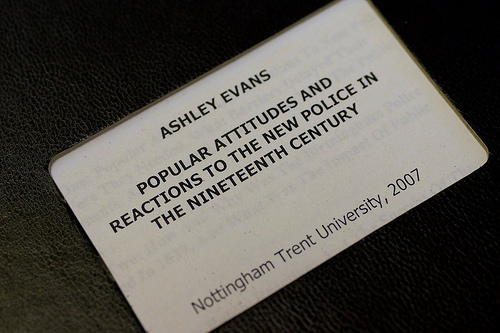 ASHLEY EVANS
POPULAR ATTITUDES AND
REACTIONS TO THE NEW POLICE IN
THE NINETEENTH CENTURY
Nottingham Trent University, 2007